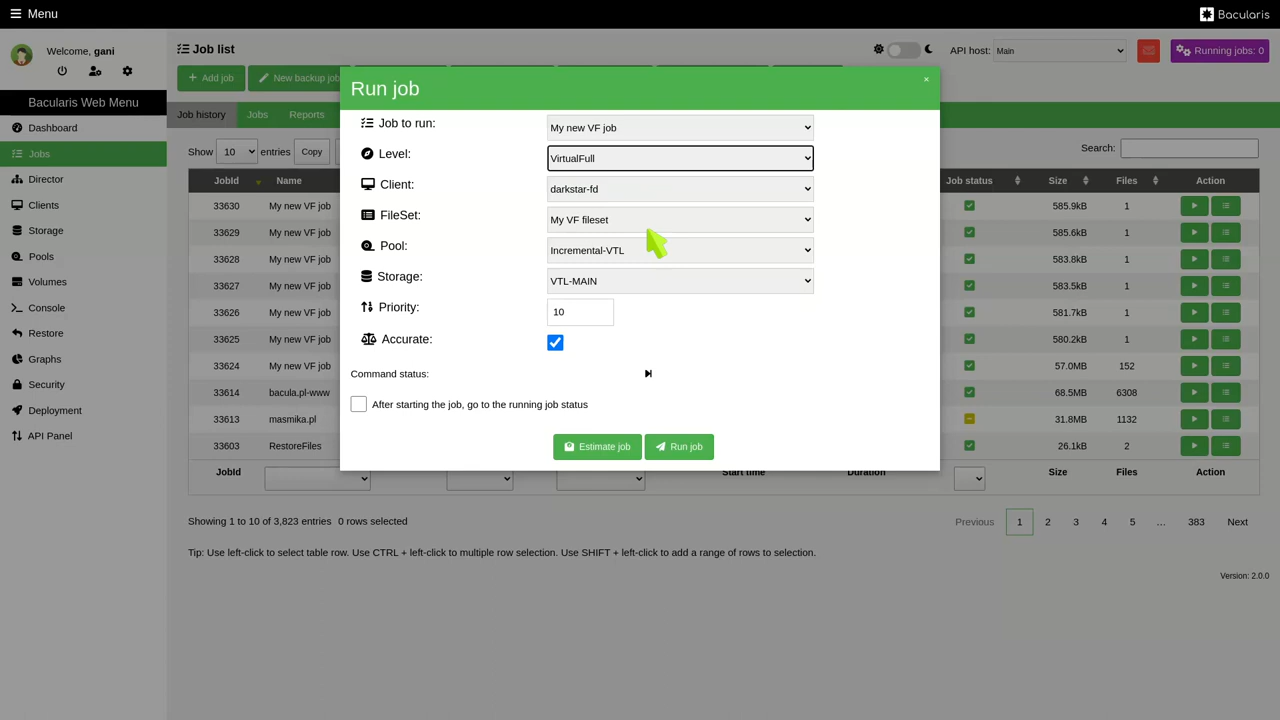 Menu
Bacularis
Welcome, gani
Job list
API host:
Main
Running jobs: 0
Add job
New backup job
Bacularis Web Menu
Dashboard
Jobs
Director
Clients
Storage
Pools
Volumes
Console
Restore
Graphs
Security
Deployment
API Panel
Job history
Jobs
Reports
Show 10 entries
Copy
Search:
JobId Name Job status Size Files Action
33630 My new VF job 585.9kB 1
33629 My new VF job 585.6kB 1
33628 My new VF job 583.8kB 1
33627 My new VF job 583.5kB 1
33626 My new VF job 581.7kB 1
33625 My new VF job 580.2kB 1
33624 My new VF job 57.0MB 152
33614 bacula.pl-www 68.5MB 6308
33613 masmika.pl 31.8MB 1132
33603 RestoreFiles 26.1kB 2
JobId Start time Duration Size Files Action
Run job
×
Job to run: My new VF job
Level: VirtualFull
Client: darkstar-fd
FileSet: My VF fileset
Pool: Incremental-VTL
Storage: VTL-MAIN
Priority: 10
Accurate:
Command status:
After starting the job, go to the running job status
Estimate job
Run job
Showing 1 to 10 of 3,823 entries 0 rows selected
Previous 1 2 3 4 5 … 383 Next
Tip: Use left-click to select table row. Use CTRL + left-click to multiple row selection. Use SHIFT + left-click to add a range of rows to selection.
Version: 2.0.0